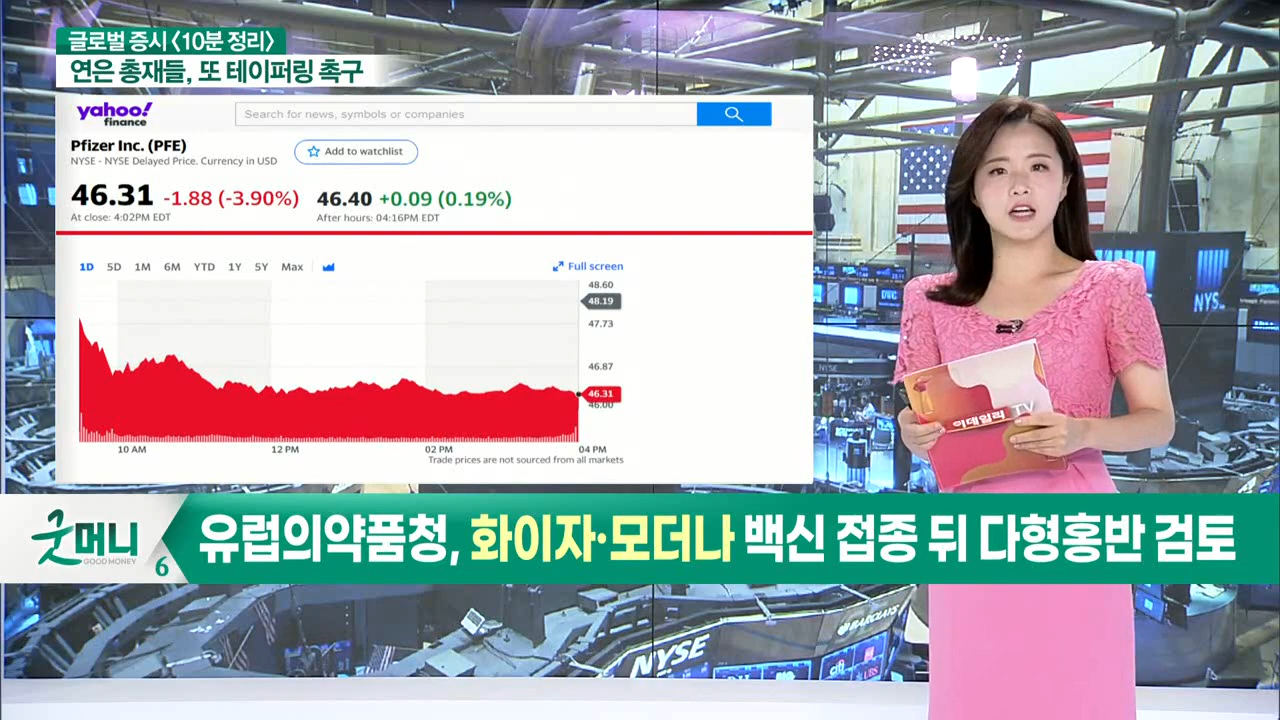 글로벌 증시 <10분 정리>
연은 총재들, 또 테이퍼링 촉구
yahoo!
finance
Search for news, symbols or companies
Pfizer Inc. (PFE)
NYSE - NYSE Delayed Price. Currency in USD
Add to watchlist
46.31 -1.88 (-3.90%)
At close: 4:02PM EDT
46.40 +0.09 (0.19%)
After hours: 04:16PM EDT
1D 5D 1M 6M YTD 1Y 5Y Max
Full screen
48.60
48.19
47.73
46.87
46.31
46.00
10 AM 12 PM 02 PM 04 PM
Trade prices are not sourced from all markets
이데일리 TV
NYS
NYSE
굿머니
GOOD MONEY
6
유럽의약품청, 화이자·모더나 백신 접종 뒤 다형홍반 검토
NYSE
BARCLAYS
citi
UBS